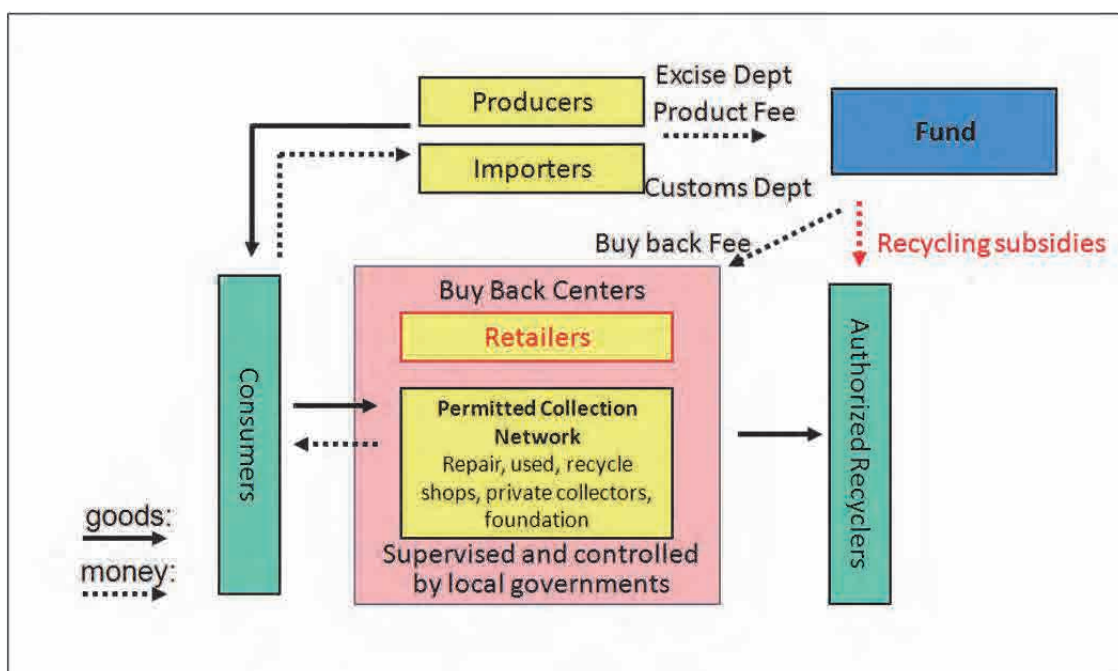 Producers
Excise Dept
Product Fee
Fund
Importers
Customs Dept
Buy back Fee
Recycling subsidies
Buy Back Centers
Retailers
Consumers
Permitted Collection
Network
Repair, used, recycle
shops, private collectors,
foundation
Supervised and controlled
by local governments
Authorized Recyclers
goods:
money: